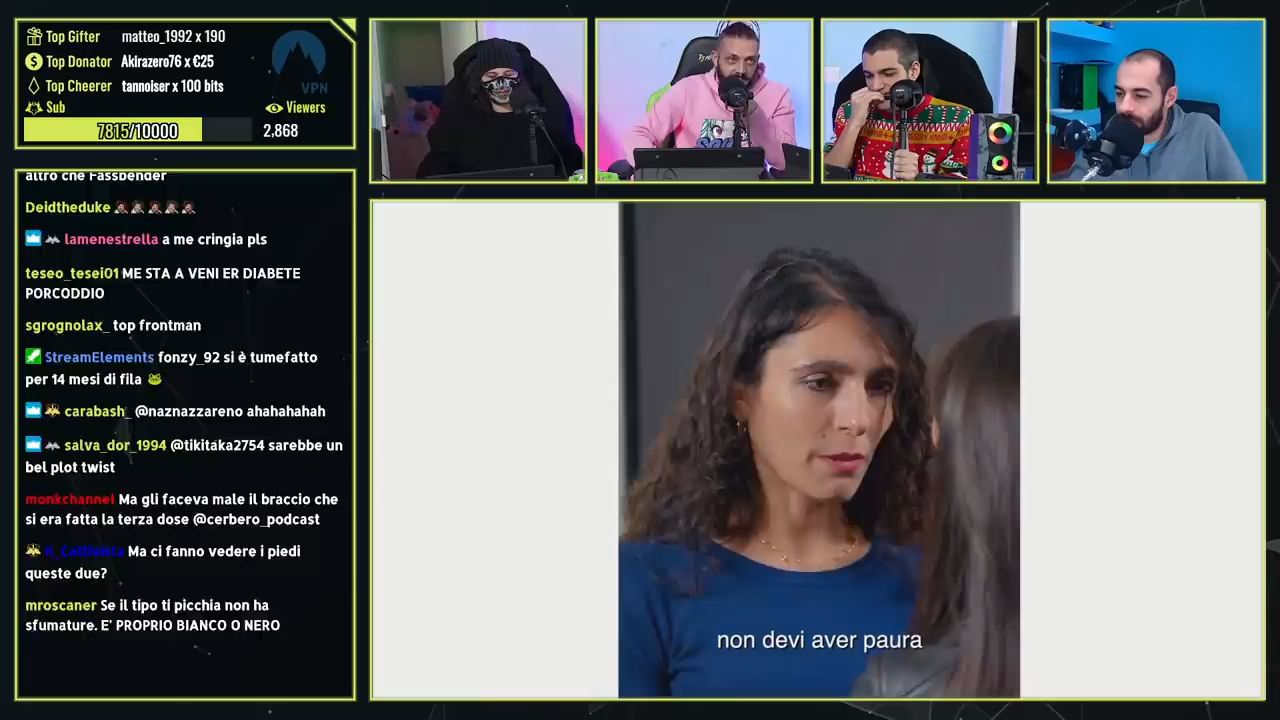 Top Gifter matteo_1992 x 190
Top Donator Akirazero76 x €25
Top Cheerer tannoiser x 100 bits
VPN
Sub Viewers
7815/10000 2,868
altro che Fassbender
Deidtheduke
lamenestrella a me cringia pls
teseo_tesei01 ME STA A VENI ER DIABETE
PORCODDIO
sgrognolax_ top frontman
StreamElements fonzy_92 si è tumefatto
per 14 mesi di fila
carabash_ @naznazzareno ahahahahah
salva_dor_1994 @tikitaka2754 sarebbe un
bel plot twist
monkchannel Ma gli faceva male il braccio che
si era fatta la terza dose @cerbero_podcast
Ma ci fanno vedere i piedi
queste due?
mroscaner Se il tipo ti picchia non ha
sfumature. E' PROPRIO BIANCO O NERO
non devi aver paura